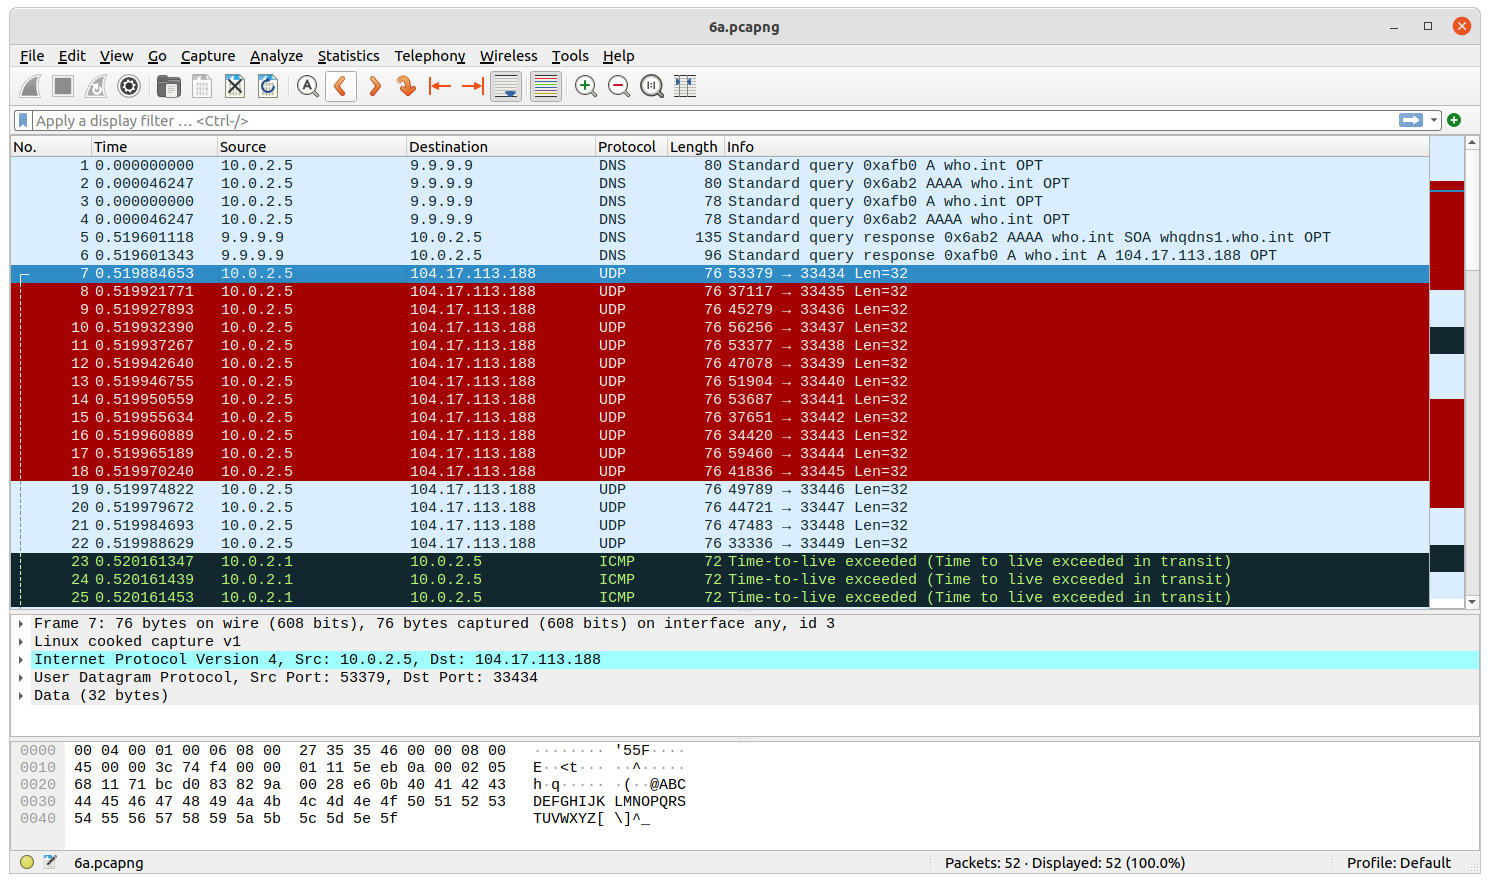 6a.pcapng
File Edit View Go Capture Analyze Statistics Telephony Wireless Tools Help
Apply a display filter … <Ctrl-/>
No. Time Source Destination Protocol Length Info
1 0.000000000 10.0.2.5 9.9.9.9 DNS 80 Standard query 0xafb0 A who.int OPT
2 0.000046247 10.0.2.5 9.9.9.9 DNS 80 Standard query 0x6ab2 AAAA who.int OPT
3 0.000000000 10.0.2.5 9.9.9.9 DNS 78 Standard query 0xafb0 A who.int OPT
4 0.000046247 10.0.2.5 9.9.9.9 DNS 78 Standard query 0x6ab2 AAAA who.int OPT
5 0.519601118 9.9.9.9 10.0.2.5 DNS 135 Standard query response 0x6ab2 AAAA who.int SOA whqdns1.who.int OPT
6 0.519601343 9.9.9.9 10.0.2.5 DNS 96 Standard query response 0xafb0 A who.int A 104.17.113.188 OPT
7 0.519884653 10.0.2.5 104.17.113.188 UDP 76 53379 → 33434 Len=32
8 0.519921771 10.0.2.5 104.17.113.188 UDP 76 37117 → 33435 Len=32
9 0.519927893 10.0.2.5 104.17.113.188 UDP 76 45279 → 33436 Len=32
10 0.519932390 10.0.2.5 104.17.113.188 UDP 76 56256 → 33437 Len=32
11 0.519937267 10.0.2.5 104.17.113.188 UDP 76 53377 → 33438 Len=32
12 0.519942640 10.0.2.5 104.17.113.188 UDP 76 47078 → 33439 Len=32
13 0.519946755 10.0.2.5 104.17.113.188 UDP 76 51904 → 33440 Len=32
14 0.519950559 10.0.2.5 104.17.113.188 UDP 76 53687 → 33441 Len=32
15 0.519955634 10.0.2.5 104.17.113.188 UDP 76 37651 → 33442 Len=32
16 0.519960889 10.0.2.5 104.17.113.188 UDP 76 34420 → 33443 Len=32
17 0.519965189 10.0.2.5 104.17.113.188 UDP 76 59460 → 33444 Len=32
18 0.519970240 10.0.2.5 104.17.113.188 UDP 76 41836 → 33445 Len=32
19 0.519974822 10.0.2.5 104.17.113.188 UDP 76 49789 → 33446 Len=32
20 0.519979672 10.0.2.5 104.17.113.188 UDP 76 44721 → 33447 Len=32
21 0.519984693 10.0.2.5 104.17.113.188 UDP 76 47483 → 33448 Len=32
22 0.519988629 10.0.2.5 104.17.113.188 UDP 76 33336 → 33449 Len=32
23 0.520161347 10.0.2.1 10.0.2.5 ICMP 72 Time-to-live exceeded (Time to live exceeded in transit)
24 0.520161439 10.0.2.1 10.0.2.5 ICMP 72 Time-to-live exceeded (Time to live exceeded in transit)
25 0.520161453 10.0.2.1 10.0.2.5 ICMP 72 Time-to-live exceeded (Time to live exceeded in transit)
Frame 7: 76 bytes on wire (608 bits), 76 bytes captured (608 bits) on interface any, id 3
Linux cooked capture v1
Internet Protocol Version 4, Src: 10.0.2.5, Dst: 104.17.113.188
User Datagram Protocol, Src Port: 53379, Dst Port: 33434
Data (32 bytes)
0000 00 04 00 01 00 06 08 00 27 35 35 46 00 00 08 00 ········ '55F····
0010 45 00 00 3c 74 f4 00 00 01 11 5e eb 0a 00 02 05 E··<t··· ··^·····
0020 68 11 71 bc d0 83 82 9a 00 28 e6 0b 40 41 42 43 h·q····· ·(··@ABC
0030 44 45 46 47 48 49 4a 4b 4c 4d 4e 4f 50 51 52 53 DEFGHIJK LMNOPQRS
0040 54 55 56 57 58 59 5a 5b 5c 5d 5e 5f TUVWXYZ[ \]^_
6a.pcapng Packets: 52 · Displayed: 52 (100.0%) Profile: Default